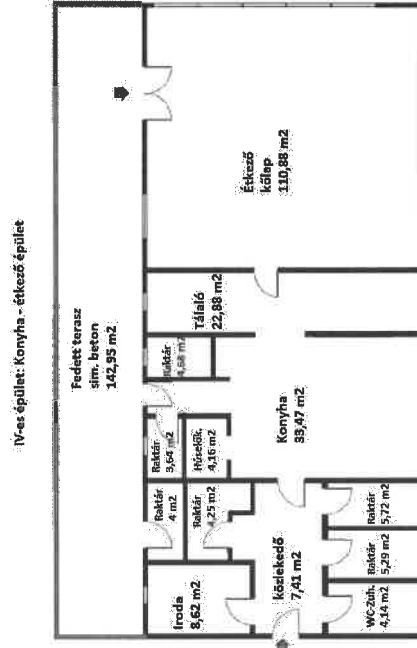 IV-es épület: Konyha - étkező épület
Fedett terasz
sim. beton
142,95 m2
Étkező
kőlap
110,88 m2
Tálaló
22,88 m2
Raktár
4,68 m2
Konyha
33,47 m2
Raktár
3,64 m2
Húselők.
4,16 m2
Raktár
4 m2
Raktár
4,25 m2
Iroda
8,62 m2
közlekedő
7,41 m2
Raktár
5,72 m2
Raktár
5,29 m2
WC-Zuh.
4,14 m2